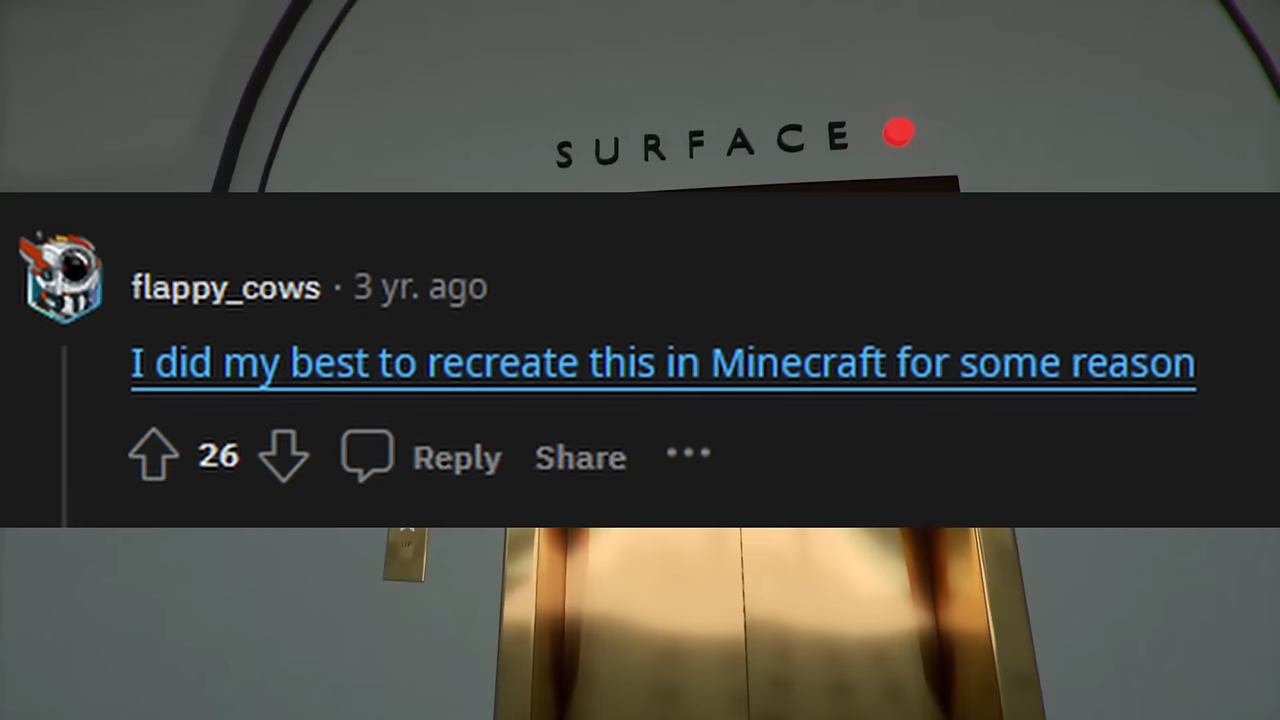 SURFACE
flappy_cows · 3 yr. ago
I did my best to recreate this in Minecraft for some reason
26 Reply Share •••